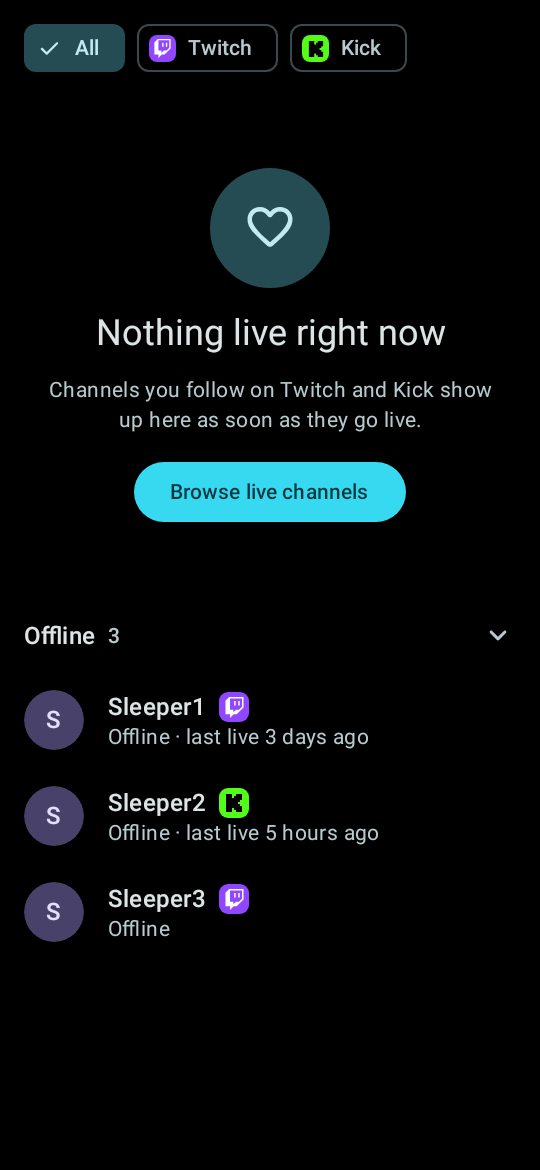 All
Twitch
Kick
Nothing live right now
Channels you follow on Twitch and Kick show
up here as soon as they go live.
Browse live channels
Offline 3
S
Sleeper1
Offline · last live 3 days ago
S
Sleeper2
Offline · last live 5 hours ago
S
Sleeper3
Offline